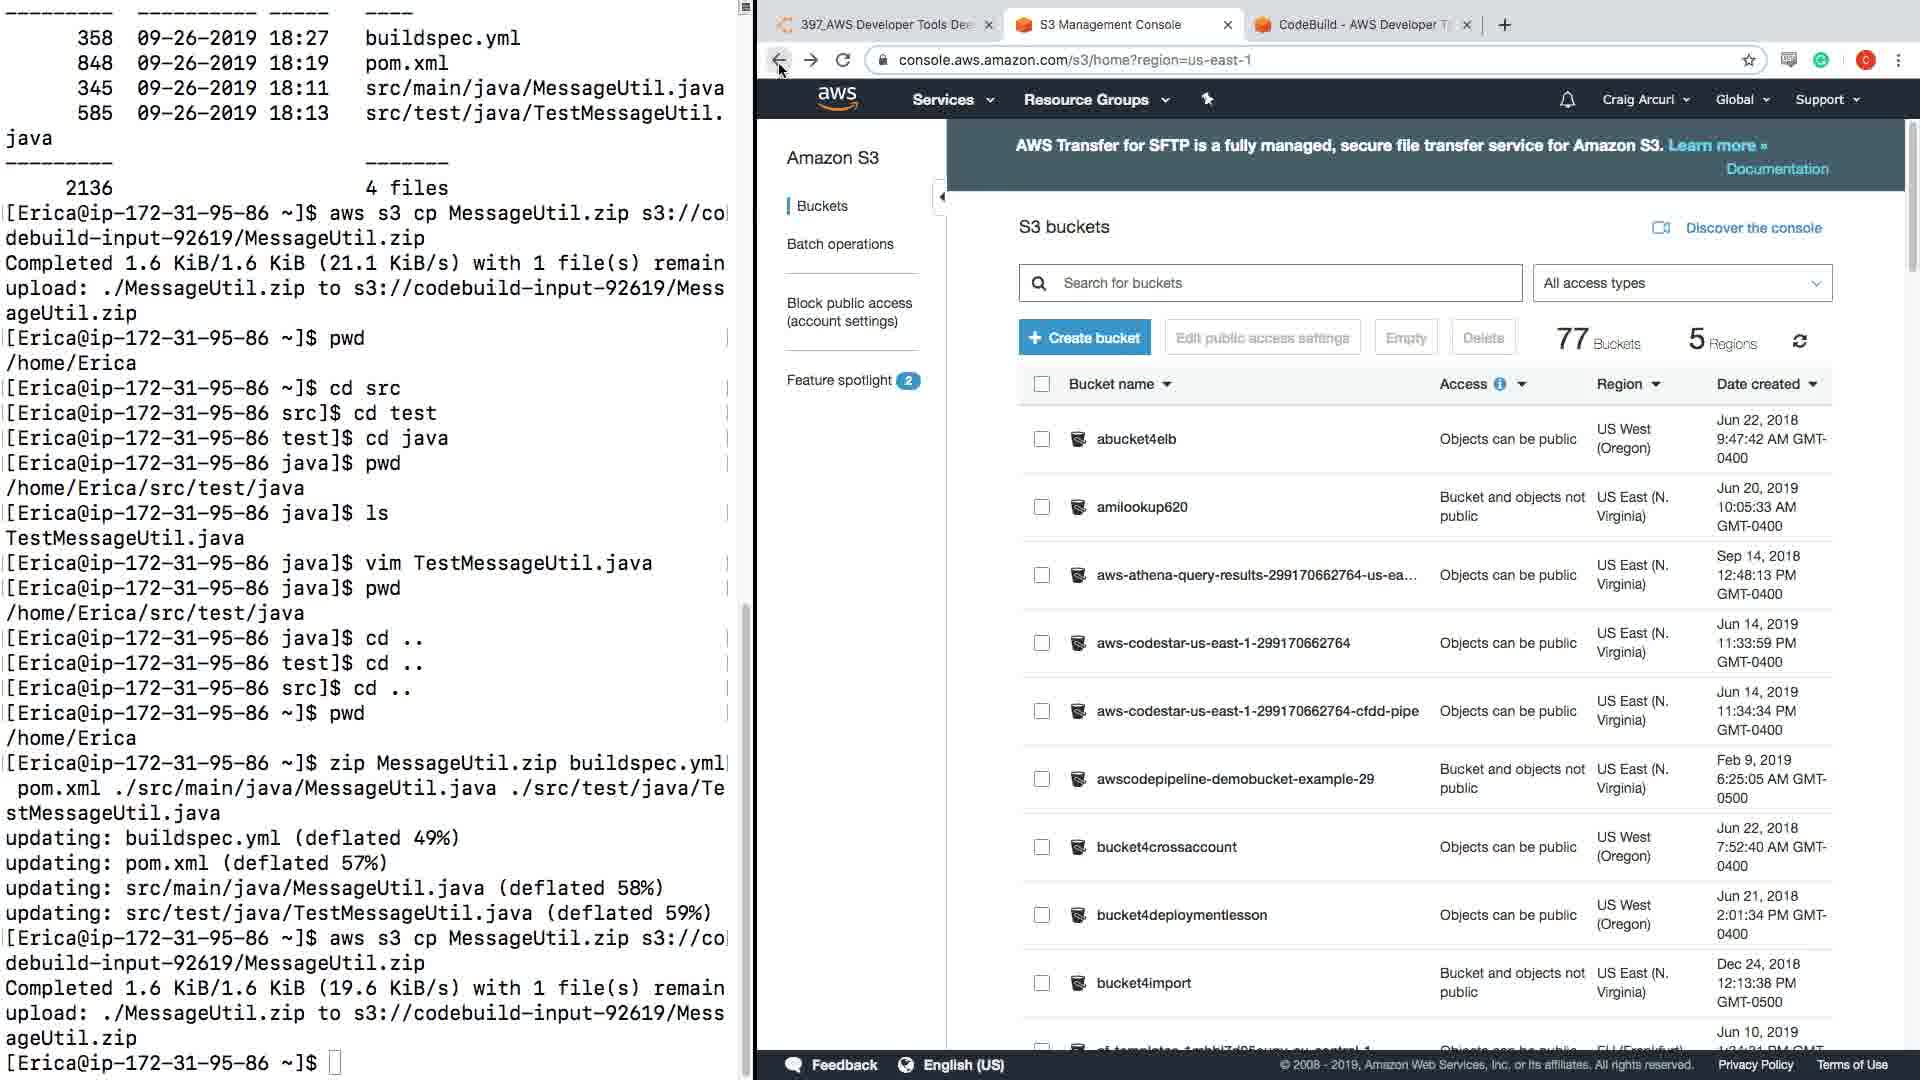 358  09-26-2019 18:27   buildspec.yml
848  09-26-2019 18:19   pom.xml
345  09-26-2019 18:11   src/main/java/MessageUtil.java
585  09-26-2019 18:13   src/test/java/TestMessageUtil.
java
---------                     -------
2136                     4 files
[Erica@ip-172-31-95-86 ~]$ aws s3 cp MessageUtil.zip s3://co
debuild-input-92619/MessageUtil.zip
Completed 1.6 KiB/1.6 KiB (21.1 KiB/s) with 1 file(s) remain
upload: ./MessageUtil.zip to s3://codebuild-input-92619/Mess
ageUtil.zip
[Erica@ip-172-31-95-86 ~]$ pwd
/home/Erica
[Erica@ip-172-31-95-86 ~]$ cd src
[Erica@ip-172-31-95-86 src]$ cd test
[Erica@ip-172-31-95-86 test]$ cd java
[Erica@ip-172-31-95-86 java]$ pwd
/home/Erica/src/test/java
[Erica@ip-172-31-95-86 java]$ ls
TestMessageUtil.java
[Erica@ip-172-31-95-86 java]$ vim TestMessageUtil.java
[Erica@ip-172-31-95-86 java]$ pwd
/home/Erica/src/test/java
[Erica@ip-172-31-95-86 java]$ cd ..
[Erica@ip-172-31-95-86 test]$ cd ..
[Erica@ip-172-31-95-86 src]$ cd ..
[Erica@ip-172-31-95-86 ~]$ pwd
/home/Erica
[Erica@ip-172-31-95-86 ~]$ zip MessageUtil.zip buildspec.yml
pom.xml ./src/main/java/MessageUtil.java ./src/test/java/Te
stMessageUtil.java
updating: buildspec.yml (deflated 49%)
updating: pom.xml (deflated 57%)
updating: src/main/java/MessageUtil.java (deflated 58%)
updating: src/test/java/TestMessageUtil.java (deflated 59%)
[Erica@ip-172-31-95-86 ~]$ aws s3 cp MessageUtil.zip s3://co
debuild-input-92619/MessageUtil.zip
Completed 1.6 KiB/1.6 KiB (19.6 KiB/s) with 1 file(s) remain
upload: ./MessageUtil.zip to s3://codebuild-input-92619/Mess
ageUtil.zip
[Erica@ip-172-31-95-86 ~]$
397_AWS Developer Tools Dee
S3 Management Console
CodeBuild - AWS Developer T
console.aws.amazon.com/s3/home?region=us-east-1
C
aws Services Resource Groups Craig Arcuri Global Support
Amazon S3
Buckets
Batch operations
Block public access
(account settings)
Feature spotlight 2
AWS Transfer for SFTP is a fully managed, secure file transfer service for Amazon S3. Learn more »
Documentation
S3 buckets
Discover the console
Search for buckets
All access types
+ Create bucket Edit public access settings Empty Delete 77 Buckets 5 Regions
Bucket name Access Region Date created
abucket4elb
Objects can be public
US West
(Oregon)
Jun 22, 2018
9:47:42 AM GMT-
0400
amilookup620
Bucket and objects not
public
US East (N.
Virginia)
Jun 20, 2019
10:05:33 AM
GMT-0400
aws-athena-query-results-299170662764-us-ea...
Objects can be public
US East (N.
Virginia)
Sep 14, 2018
12:48:13 PM
GMT-0400
aws-codestar-us-east-1-299170662764
Objects can be public
US East (N.
Virginia)
Jun 14, 2019
11:33:59 PM
GMT-0400
aws-codestar-us-east-1-299170662764-cfdd-pipe
Objects can be public
US East (N.
Virginia)
Jun 14, 2019
11:34:34 PM
GMT-0400
awscodepipeline-demobucket-example-29
Bucket and objects not
public
US East (N.
Virginia)
Feb 9, 2019
6:25:05 AM GMT-
0500
bucket4crossaccount
Objects can be public
US West
(Oregon)
Jun 22, 2018
7:52:40 AM GMT-
0400
bucket4deploymentlesson
Objects can be public
US West
(Oregon)
Jun 21, 2018
2:01:34 PM GMT-
0400
bucket4import
Bucket and objects not
public
US East (N.
Virginia)
Dec 24, 2018
12:13:38 PM
GMT-0500
Objects can be public
Jun 10, 2019
Feedback English (US)
© 2008 - 2019, Amazon Web Services, Inc. or its affiliates. All rights reserved. Privacy Policy Terms of Use